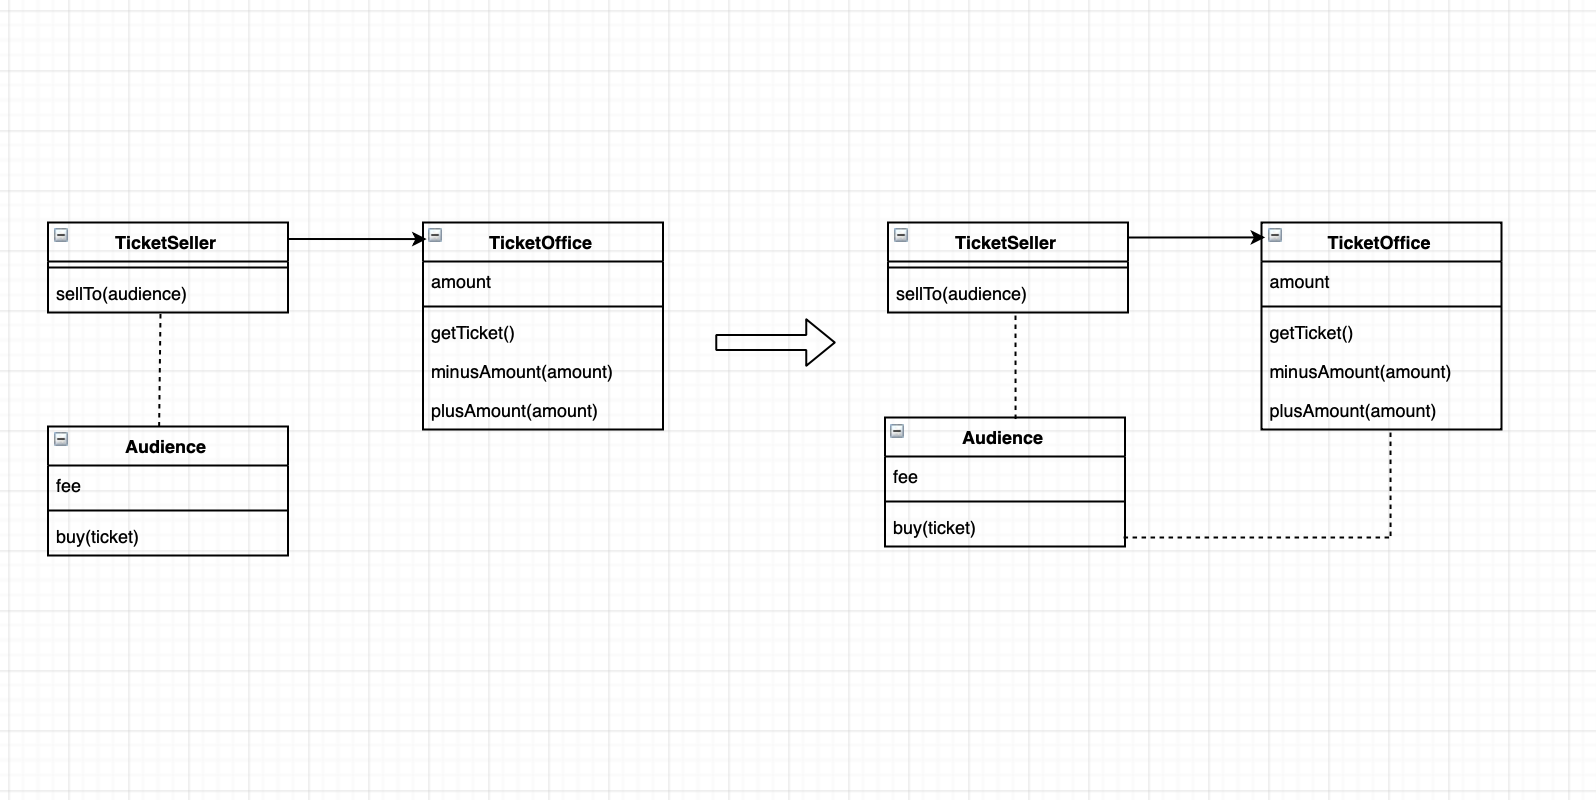 TicketSeller
sellTo(audience)
TicketOffice
amount
getTicket()
minusAmount(amount)
plusAmount(amount)
Audience
fee
buy(ticket)
TicketSeller
sellTo(audience)
TicketOffice
amount
getTicket()
minusAmount(amount)
plusAmount(amount)
Audience
fee
buy(ticket)